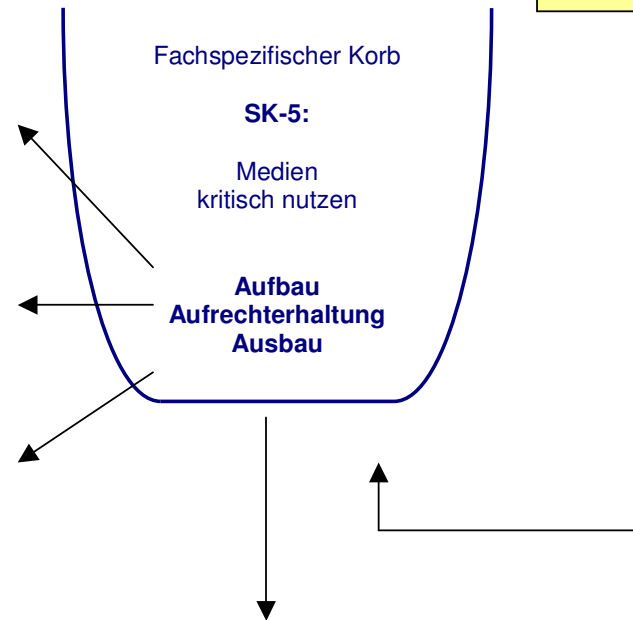 Fachspezifischer Korb
SK-5:
Medien
kritisch nutzen
Aufbau
Aufrechterhaltung
Ausbau